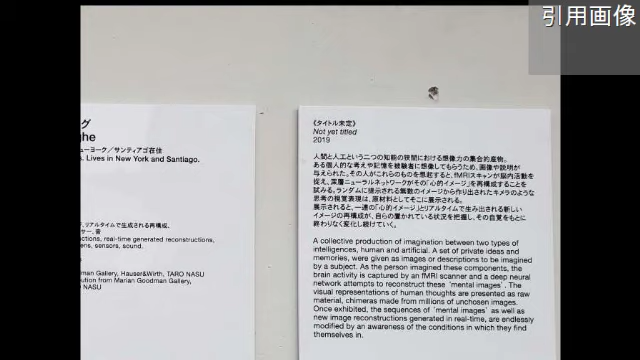 引用画像
グ
ghe
ューヨーク／サンティアゴ在住
s. Lives in New York and Santiago.
リアルタイムで生成される再構成、
サー、音
ctions, real-time generated reconstructions,
ens, sensors, sound.
man Gallery, Hauser&Wirth, TARO NASU
ution from Marian Goodman Gallery,
O NASU
《タイトル未定》
Not yet titled
2019
人間と人工という二つの知能の狭間における想像力の集合的産物。
ある個人的な考えや記憶を被験者に想像してもらうため、画像や説明が
与えられた。その人がこれらのものを想起すると、fMRIスキャンが脳内活動を
捉え、深層ニューラルネットワークがその「心的イメージ」を再構成することを
試みる。ランダムに提示される無数のイメージから作り出されたキメラのような
思考の視覚表現は、原材料としてそこに展示される。
展示されると、一連の「心的イメージ」とリアルタイムで生み出される新しい
イメージの再構成が、自らの置かれている状況を把握し、その自覚をもとに
終わりなく変化し続けていく。
A collective production of imagination between two types of
intelligences, human and artificial. A set of private ideas and
memories, were given as images or descriptions to be imagined
by a subject. As the person imagined these components, the
brain activity is captured by an fMRI scanner and a deep neural
network attempts to reconstruct these `mental images`. The
visual representations of human thoughts are presented as raw
material, chimeras made from millions of unchosen images.
Once exhibited, the sequences of `mental images` as well as
new image reconstructions generated in real-time, are endlessly
modified by an awareness of the conditions in which they find
themselves in.